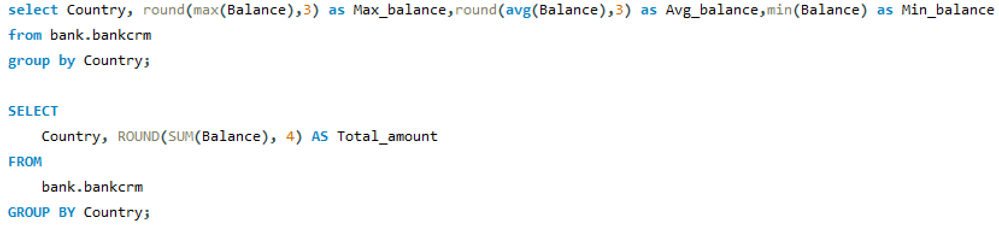 select Country, round(max(Balance),3) as Max_balance,round(avg(Balance),3) as Avg_balance,min(Balance) as Min_balance
from bank.bankcrm
group by Country;
SELECT
    Country, ROUND(SUM(Balance), 4) AS Total_amount
FROM
    bank.bankcrm
GROUP BY Country;